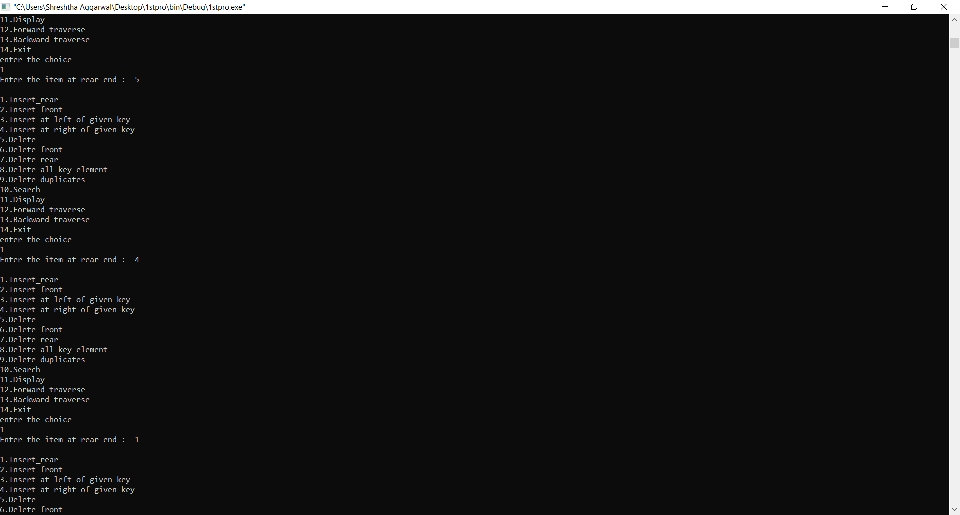 "C:\Users\Shreshtha Aggarwal\Desktop\1stpro\bin\Debug\1stpro.exe"
11.Display
12.Forward traverse
13.Backward traverse
14.Exit
enter the choice
1
Enter the item at rear end :  5
1.Insert_rear
2.Insert front
3.Insert at left of given key
4.Insert at right of given key
5.Delete
6.Delete front
7.Delete rear
8.Delete all key element
9.Delete duplicates
10.Search
11.Display
12.Forward traverse
13.Backward traverse
14.Exit
enter the choice
1
Enter the item at rear end :  4
1.Insert_rear
2.Insert front
3.Insert at left of given key
4.Insert at right of given key
5.Delete
6.Delete front
7.Delete rear
8.Delete all key element
9.Delete duplicates
10.Search
11.Display
12.Forward traverse
13.Backward traverse
14.Exit
enter the choice
1
Enter the item at rear end :  1
1.Insert_rear
2.Insert front
3.Insert at left of given key
4.Insert at right of given key
5.Delete
6.Delete front